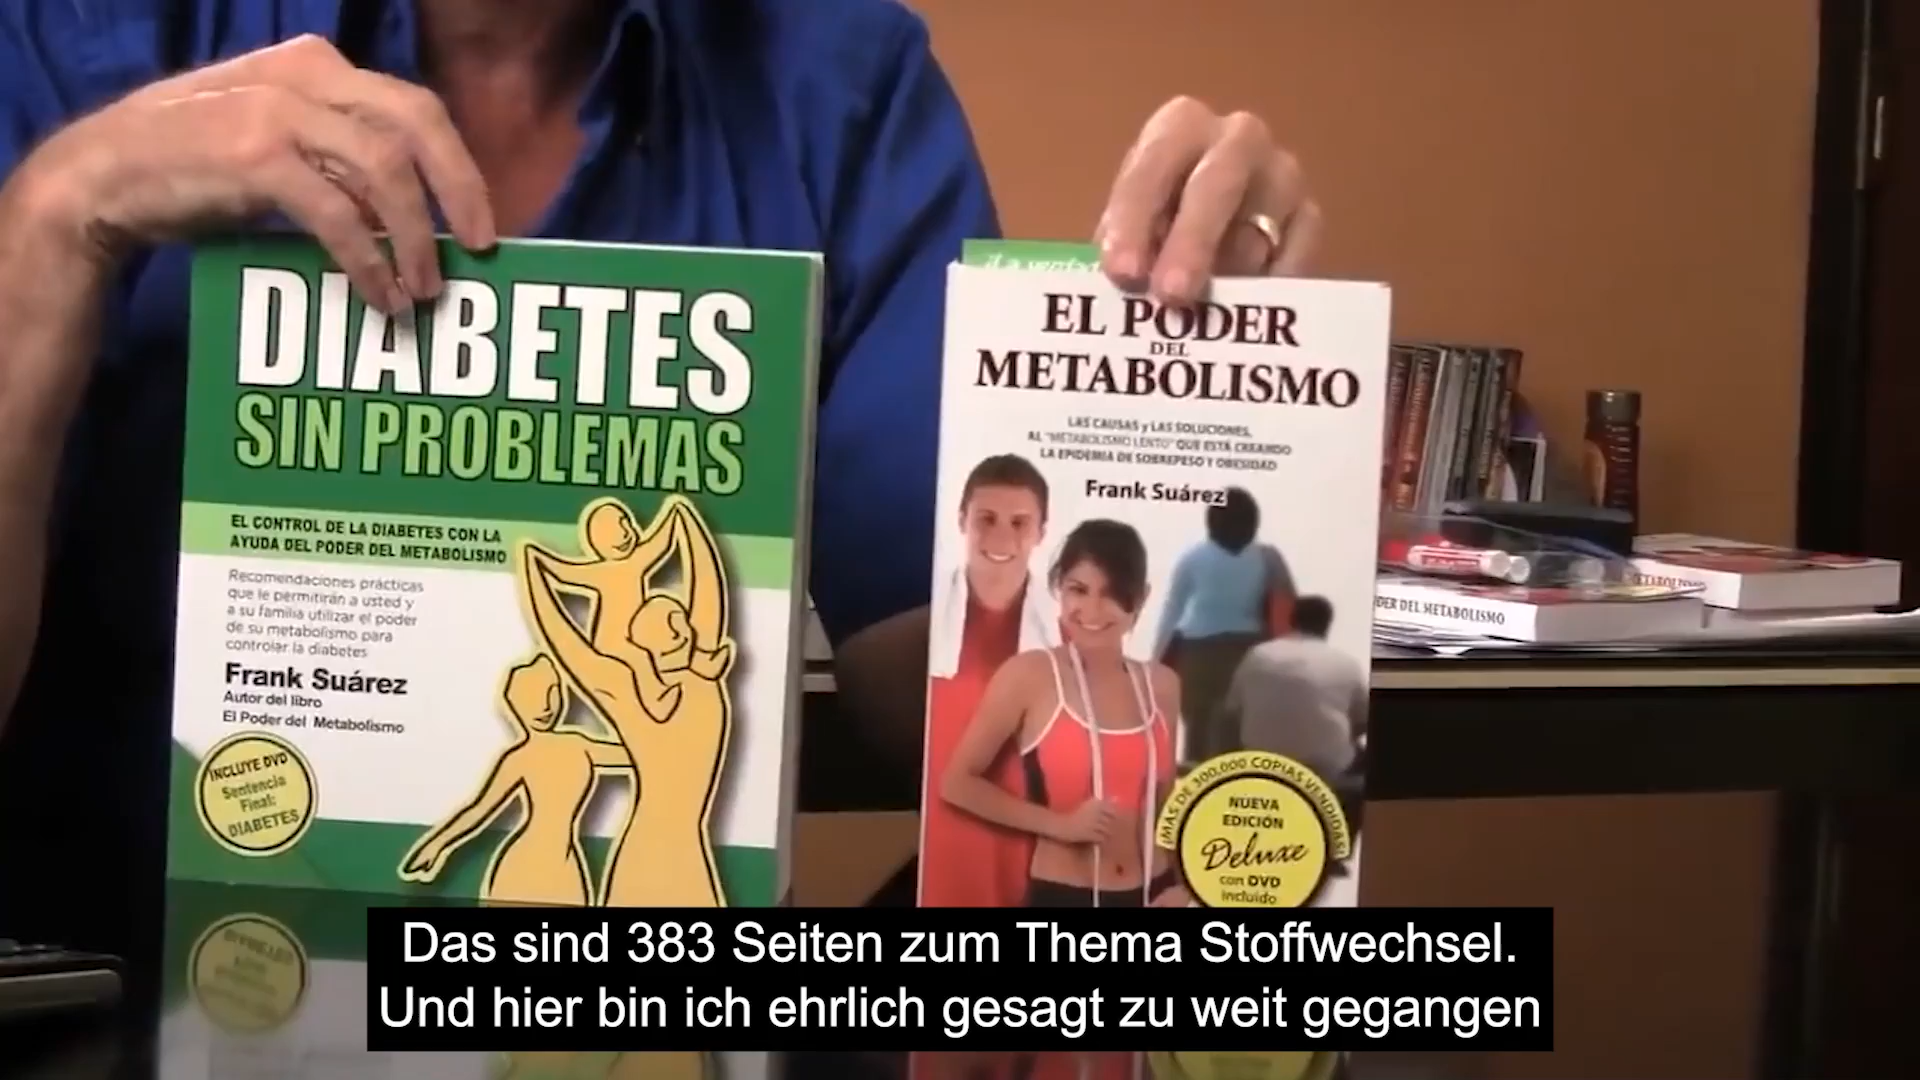 DIABETES
SIN PROBLEMAS
EL CONTROL DE LA DIABETES CON LA
AYUDA DEL PODER DEL METABOLISMO
Recomendaciones prácticas
que le permitirán a usted y
a su familia utilizar el poder
de su metabolismo para
controlar la diabetes
Frank Suárez
Autor del libro
El Poder del Metabolismo
INCLUYE DVD
Sentencia
Final:
DIABETES
EL PODER
DEL
METABOLISMO
LAS CAUSAS y LAS SOLUCIONES,
AL "METABOLISMO LENTO" QUE ESTÁ CREANDO
LA EPIDEMIA DE SOBREPESO Y OBESIDAD
Frank Suárez
¡MAS DE 300,000 COPIAS VENDIDAS!
NUEVA
EDICIÓN
Deluxe
con DVD
incluido
DER DEL METABOLISMO
METABOLISMO
Das sind 383 Seiten zum Thema Stoffwechsel.
Und hier bin ich ehrlich gesagt zu weit gegangen